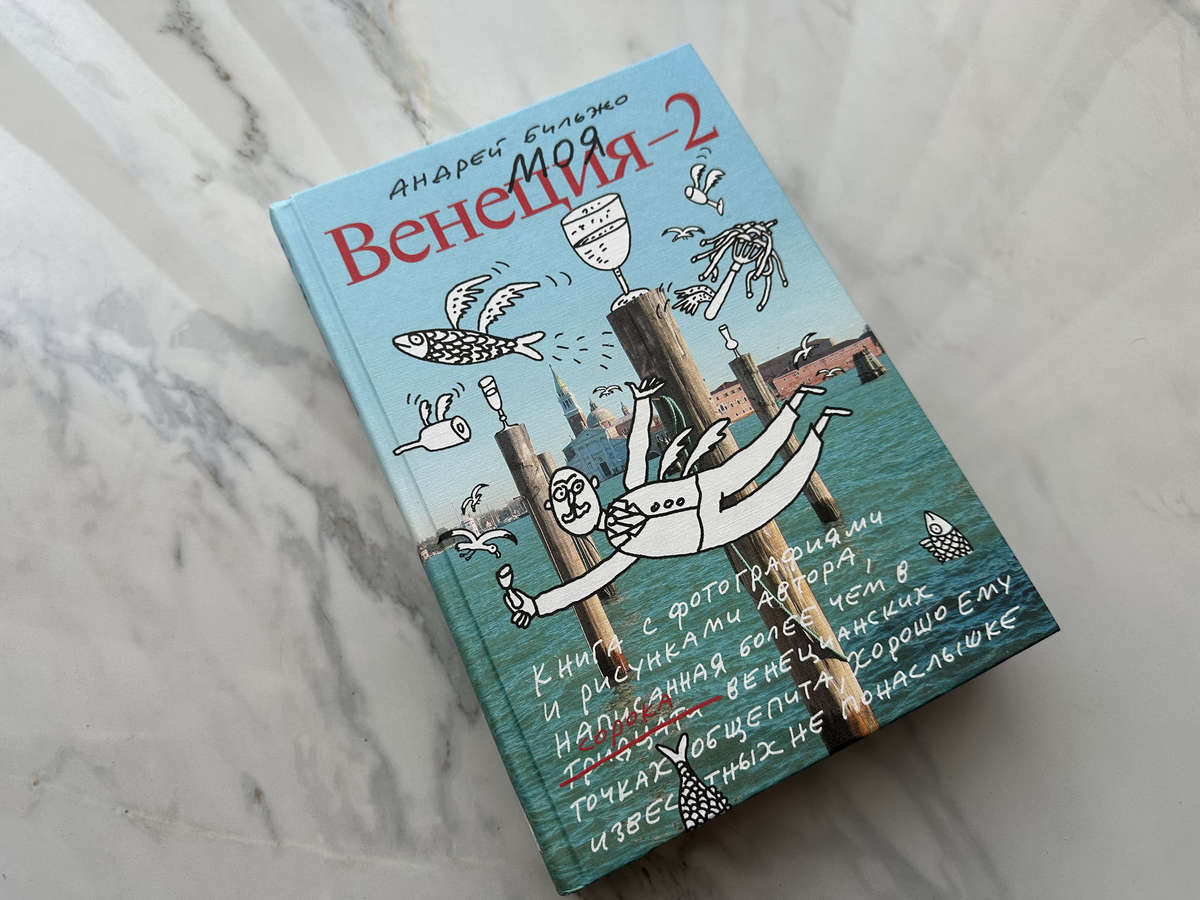 АНДРЕЙ БИЛЬЖО
МОЯ
Венеция–2
КНИГА С ФОТОГРАФИЯМИ
И РИСУНКАМИ АВТОРА,
НАПИСАННАЯ БОЛЕЕ ЧЕМ В
СОРОКА
ТРИДЦАТИ ВЕНЕЦИАНСКИХ
ТОЧКАХ ОБЩЕПИТА, ХОРОШО ЕМУ
ИЗВЕСТНЫХ НЕ ПОНАСЛЫШКЕ